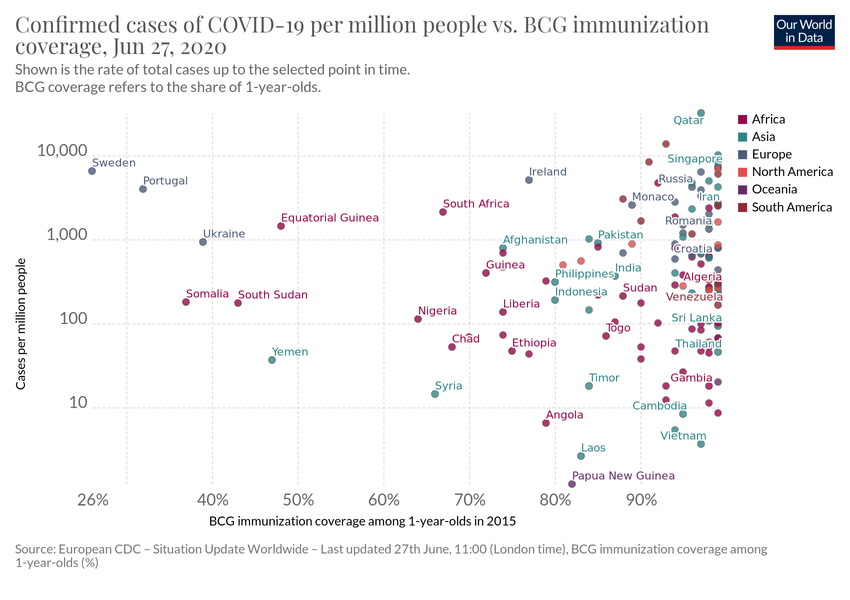 Confirmed cases of COVID-19 per million people vs. BCG immunization
coverage, Jun 27, 2020
Our World
in Data
Shown is the rate of total cases up to the selected point in time.
BCG coverage refers to the share of 1-year-olds.
Qatar
Africa
Asia
Europe
North America
Oceania
South America
10,000
Sweden
Singapore
Portugal
Ireland
Russia
Iran
Monaco
South Africa
Equatorial Guinea
Romania
1,000
Ukraine
Afghanistan
Pakistan
Croatia
Guinea
Philippines
India
Algeria
Somalia
South Sudan
Indonesia
Sudan
Venezuela
Liberia
Nigeria
100
Sri Lanka
Togo
Chad
Ethiopia
Thailand
Yemen
Syria
Timor
Gambia
10
Cambodia
Angola
Vietnam
Laos
Papua New Guinea
Cases per million people
26%
40%
50%
60%
70%
80%
90%
BCG immunization coverage among 1-year-olds in 2015
Source: European CDC – Situation Update Worldwide – Last updated 27th June, 11:00 (London time), BCG immunization coverage among
1-year-olds (%)